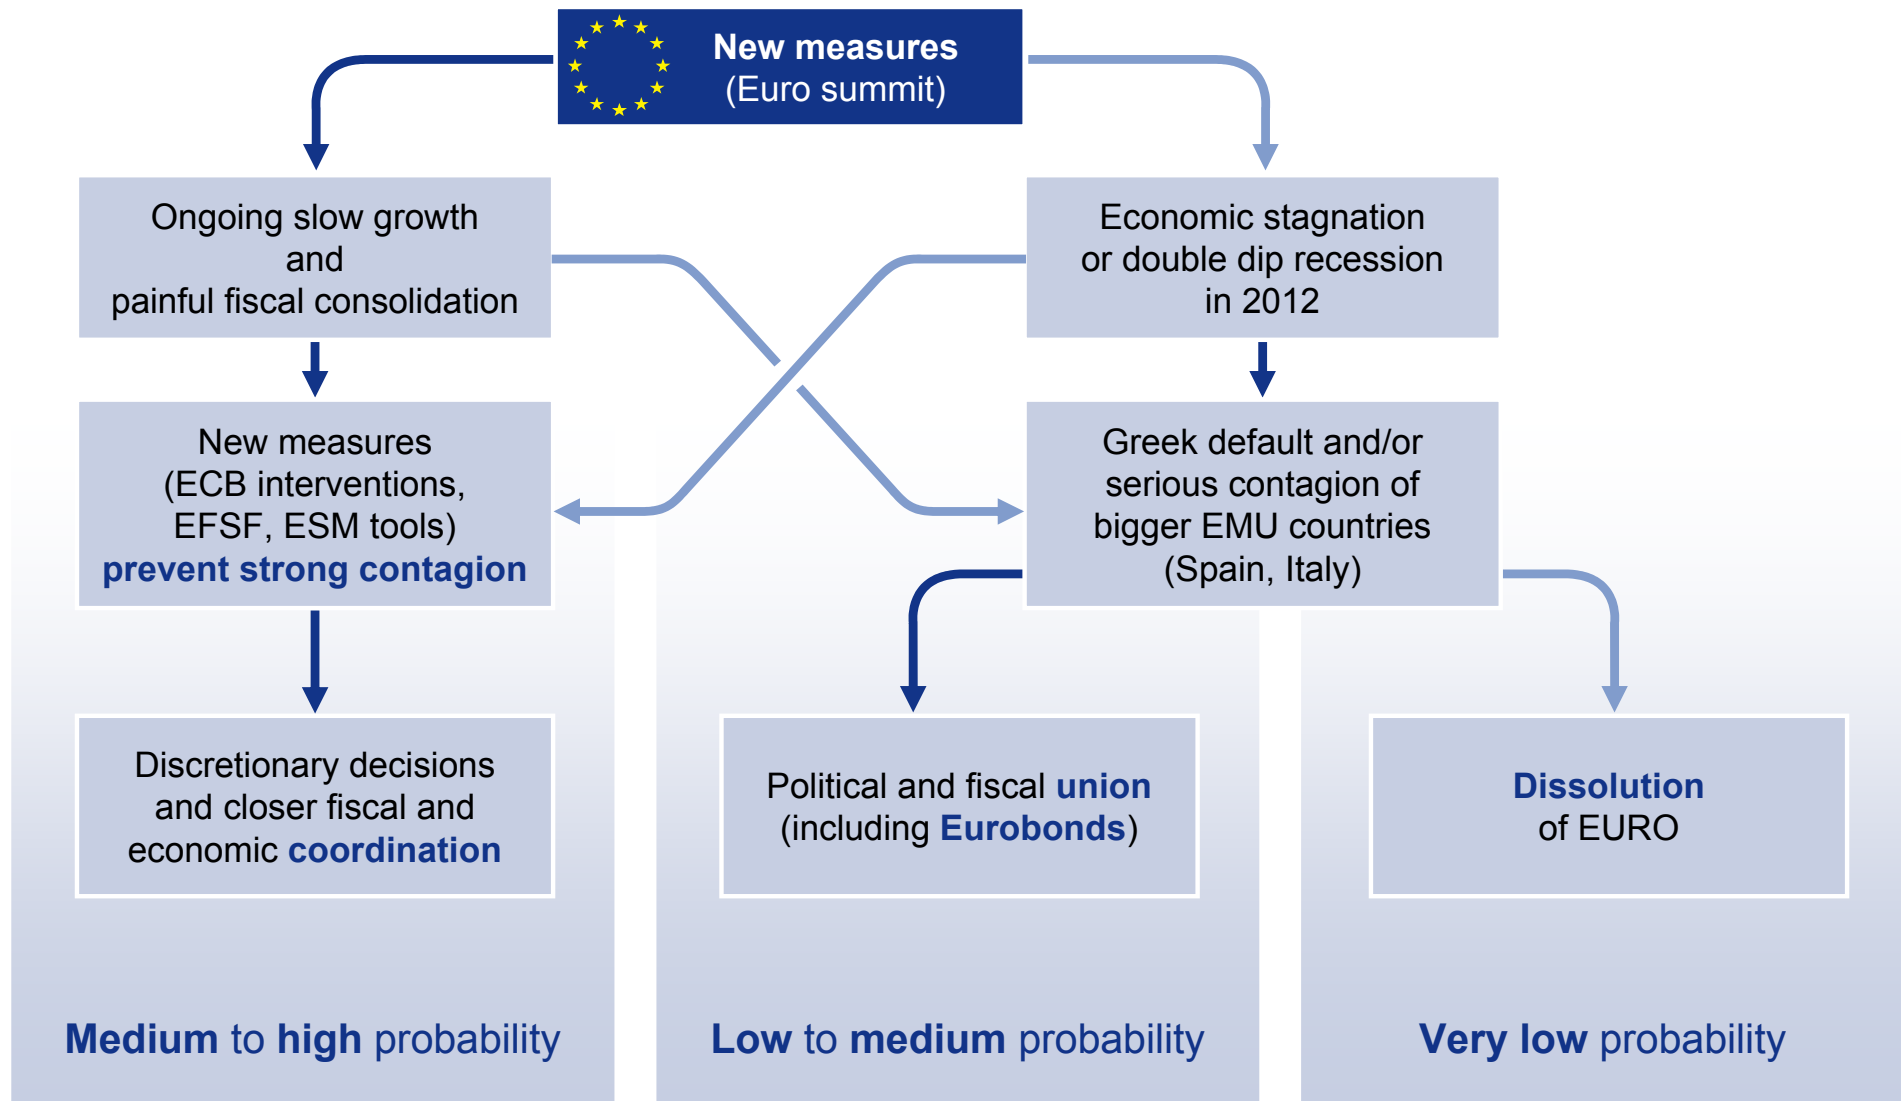 New measures
(Euro summit)
Ongoing slow growth
and
painful fiscal consolidation
Economic stagnation
or double dip recession
in 2012
New measures
(ECB interventions,
EFSF, ESM tools)
prevent strong contagion
Greek default and/or
serious contagion of
bigger EMU countries
(Spain, Italy)
Discretionary decisions
and closer fiscal and
economic coordination
Political and fiscal union
(including Eurobonds)
Dissolution
of EURO
Medium to high probability
Low to medium probability
Very low probability